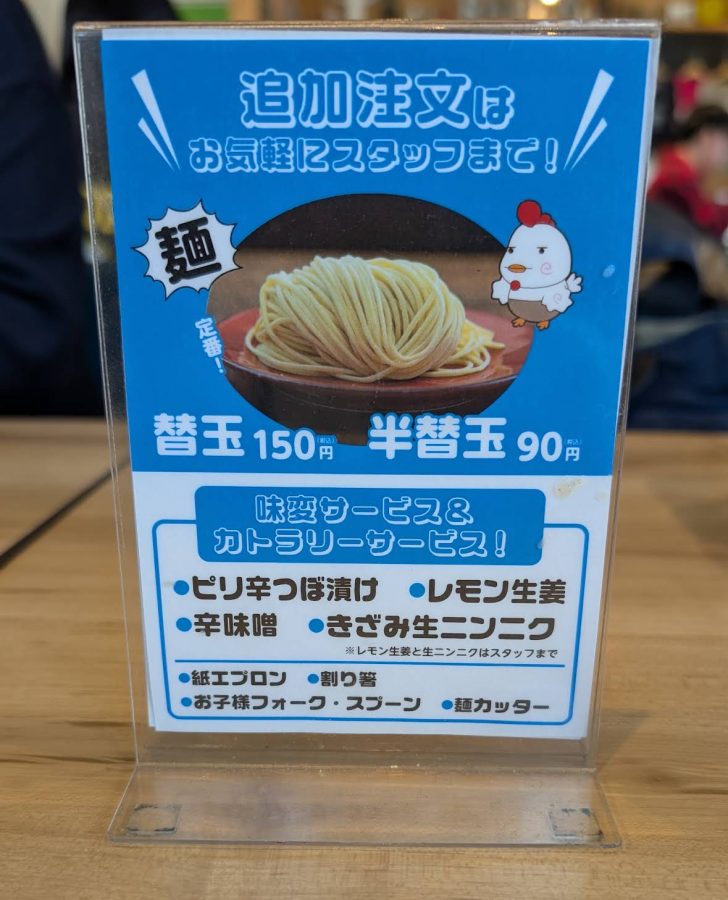 追加注文は
お気軽にスタッフまで!
麺
定番!
替玉 150円(税込) 半替玉 90円(税込)
味変サービス&
カトラリーサービス!
●ピリ辛つぼ漬け ●レモン生姜
●辛味噌 ●きざみ生ニンニク
※レモン生姜と生ニンニクはスタッフまで
●紙エプロン ●割り箸
●お子様フォーク・スプーン ●麺カッター